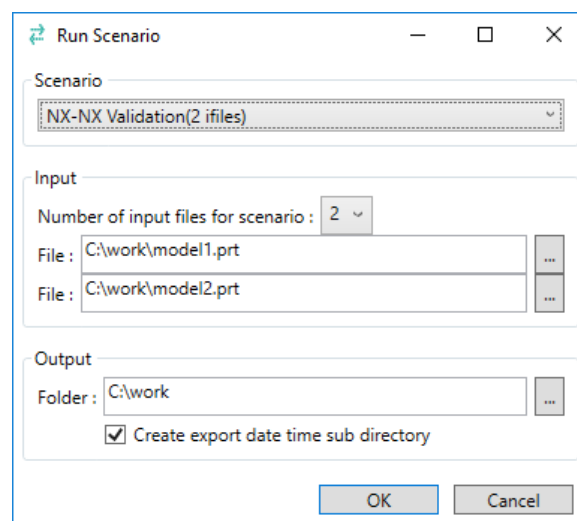 Run Scenario
Scenario
NX-NX Validation(2 ifiles)
Input
Number of input files for scenario : 2
File : C:\work\model1.prt ...
File : C:\work\model2.prt ...
Output
Folder : C:\work ...
Create export date time sub directory
OK Cancel